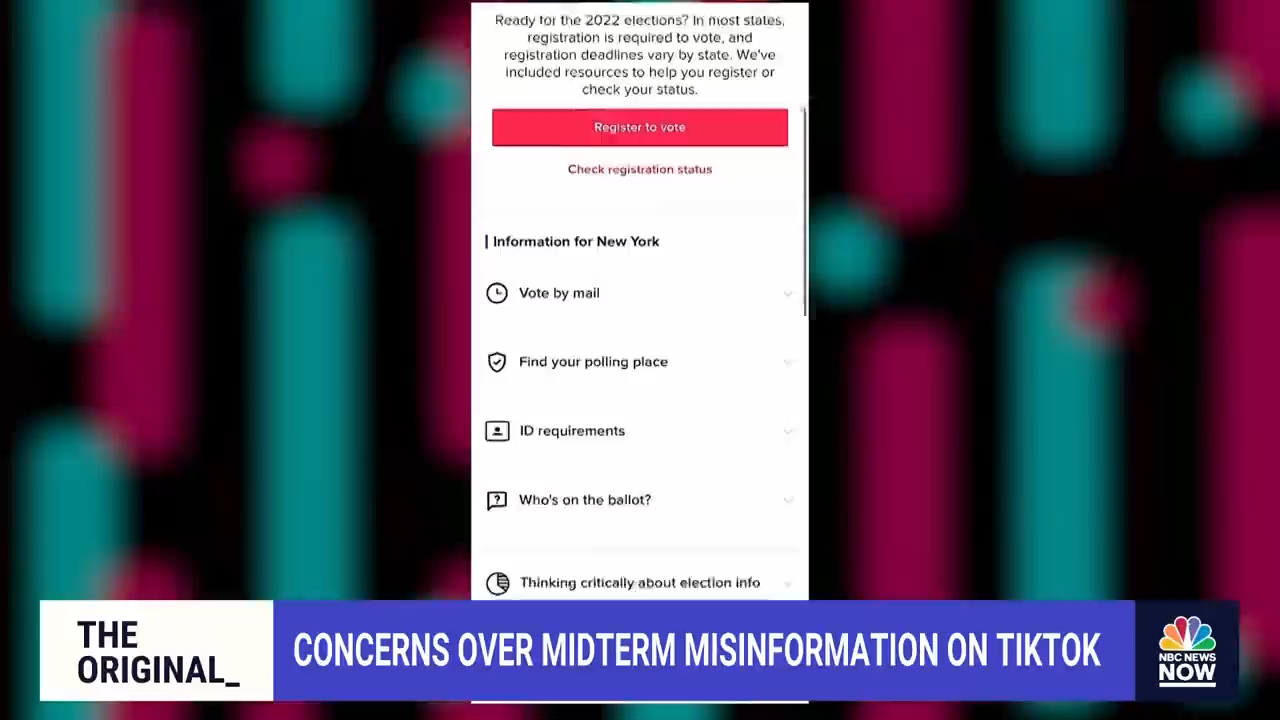 Ready for the 2022 elections? In most states,
registration is required to vote, and
registration deadlines vary by state. We've
included resources to help you register or
check your status.
Register to vote
Check registration status
Information for New York
Vote by mail
Find your polling place
ID requirements
Who's on the ballot?
Thinking critically about election info
THE
ORIGINAL_
CONCERNS OVER MIDTERM MISINFORMATION ON TIKTOK
NBC NEWS
NOW